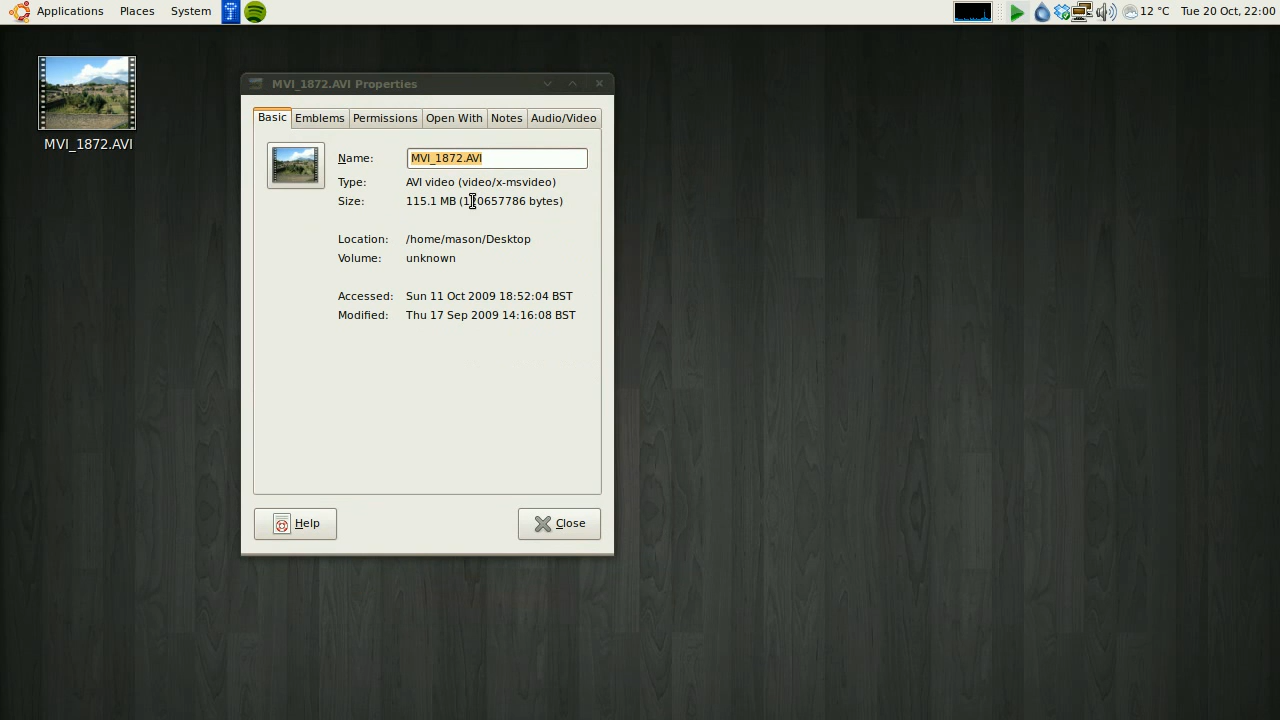 Applications Places System 12 °C Tue 20 Oct, 22:00
MVI_1872.AVI
MVI_1872.AVI Properties
Basic Emblems Permissions Open With Notes Audio/Video
Name: MVI_1872.AVI
Type: AVI video (video/x-msvideo)
Size: 115.1 MB (120657786 bytes)
Location: /home/mason/Desktop
Volume: unknown
Accessed: Sun 11 Oct 2009 18:52:04 BST
Modified: Thu 17 Sep 2009 14:16:08 BST
Help Close